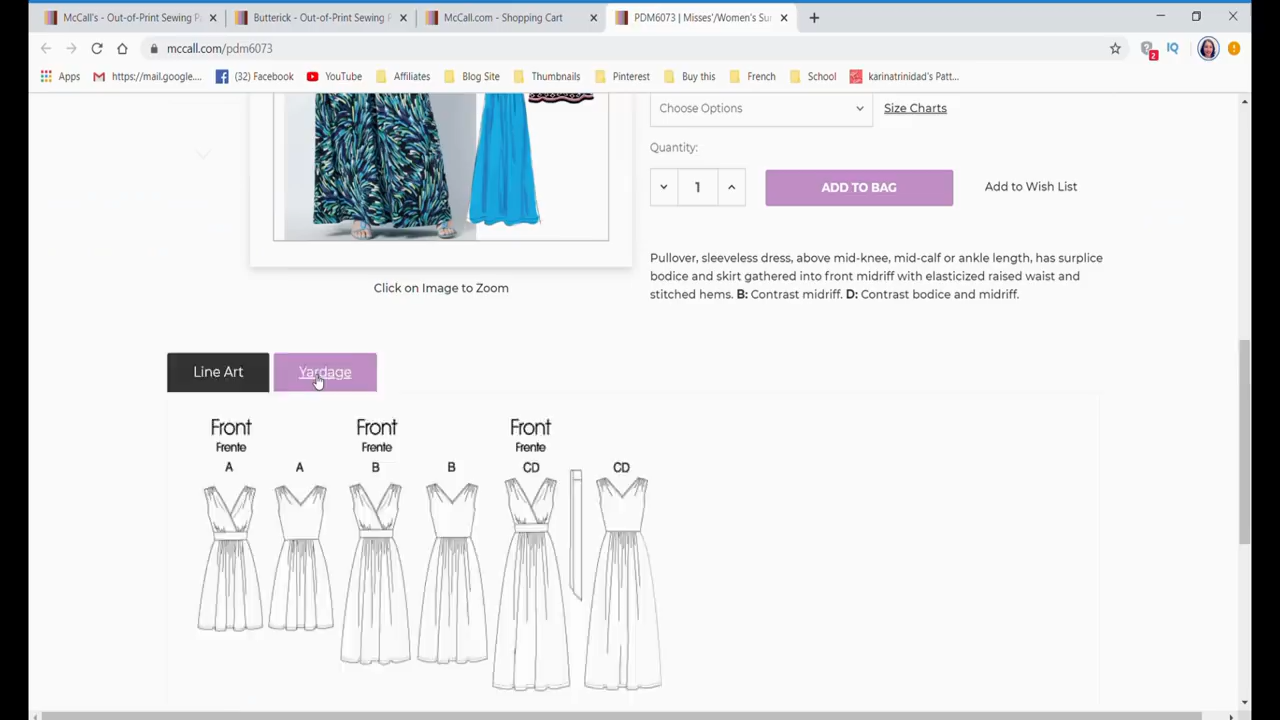 McCall's - Out-of-Print Sewing P
Butterick - Out-of-Print Sewing P
McCall.com - Shopping Cart
PDM6073 | Misses'/Women's Su
mccall.com/pdm6073
2
IQ
Apps
https://mail.google....
(32) Facebook
YouTube
Affiliates
Blog Site
Thumbnails
Pinterest
Buy this
French
School
karinatrinidad's Patt...
Choose Options
Size Charts
Quantity:
1
ADD TO BAG
Add to Wish List
Pullover, sleeveless dress, above mid-knee, mid-calf or ankle length, has surplice
bodice and skirt gathered into front midriff with elasticized raised waist and
stitched hems. B: Contrast midriff. D: Contrast bodice and midriff.
Click on Image to Zoom
Line Art
Yardage
Front
Front
Front
Frente
Frente
Frente
A
A
B
B
CD
CD